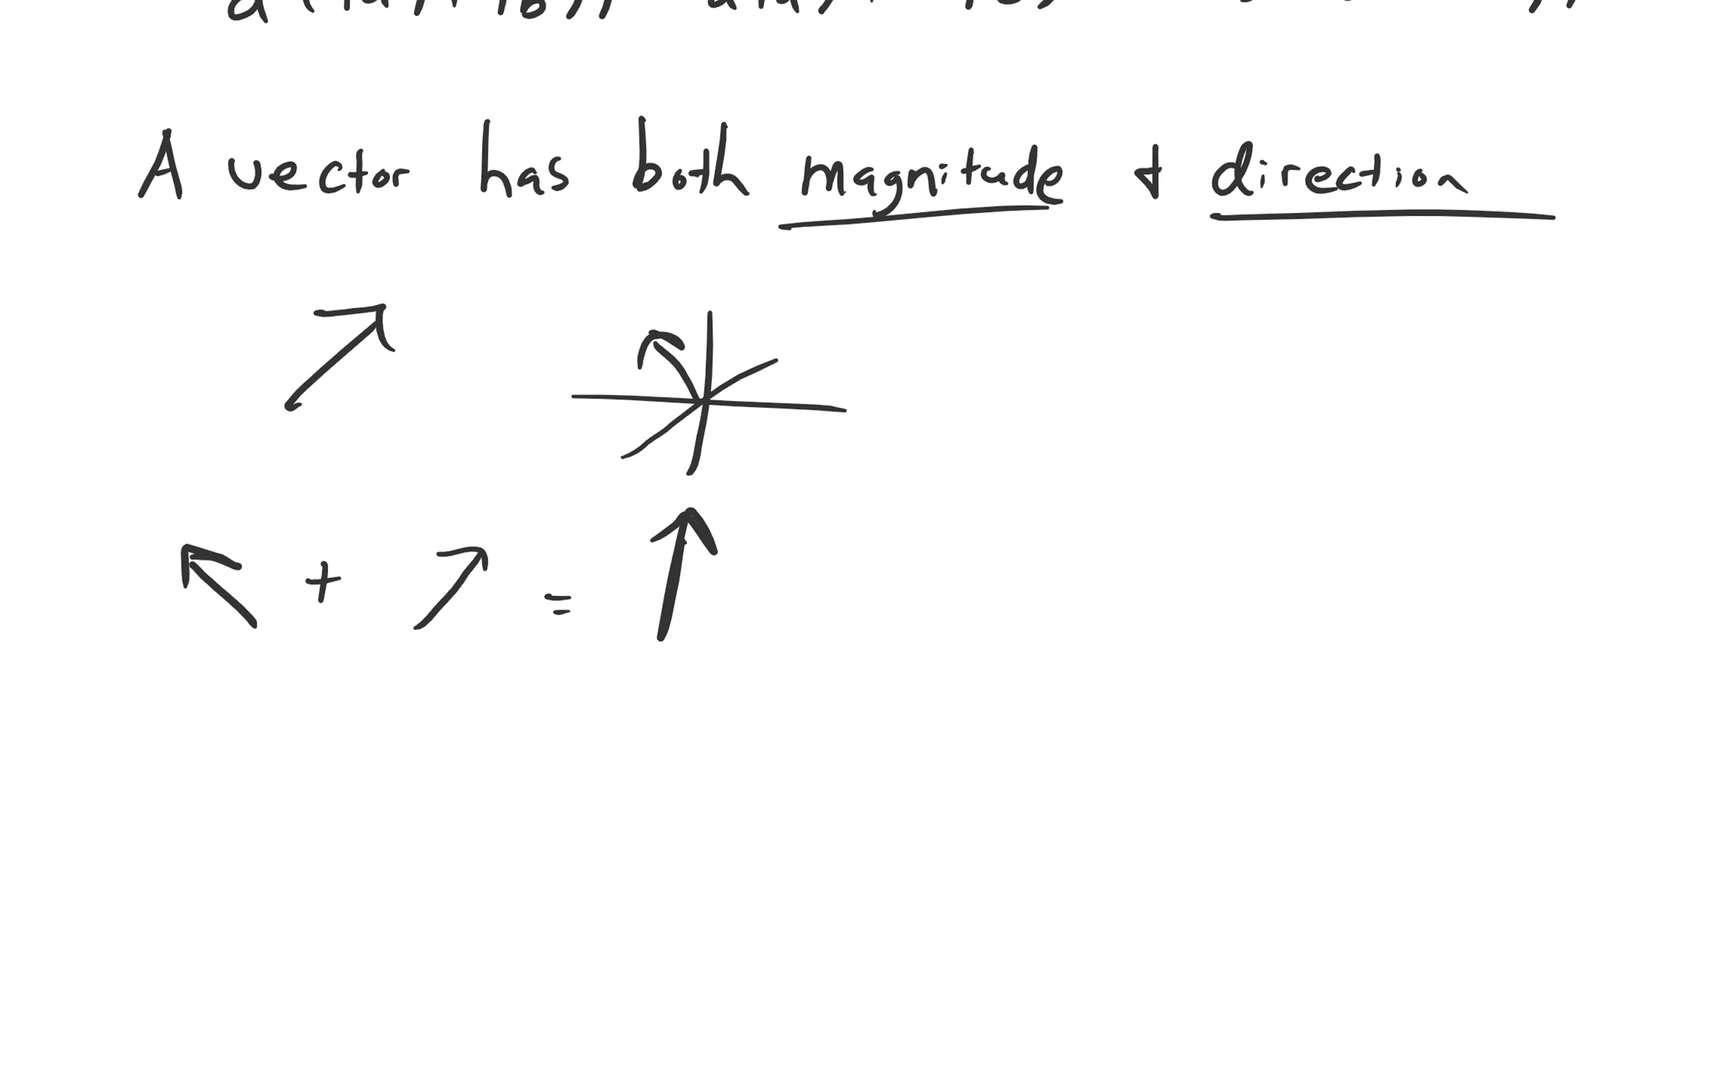 A vector has both magnitude & direction
+ =